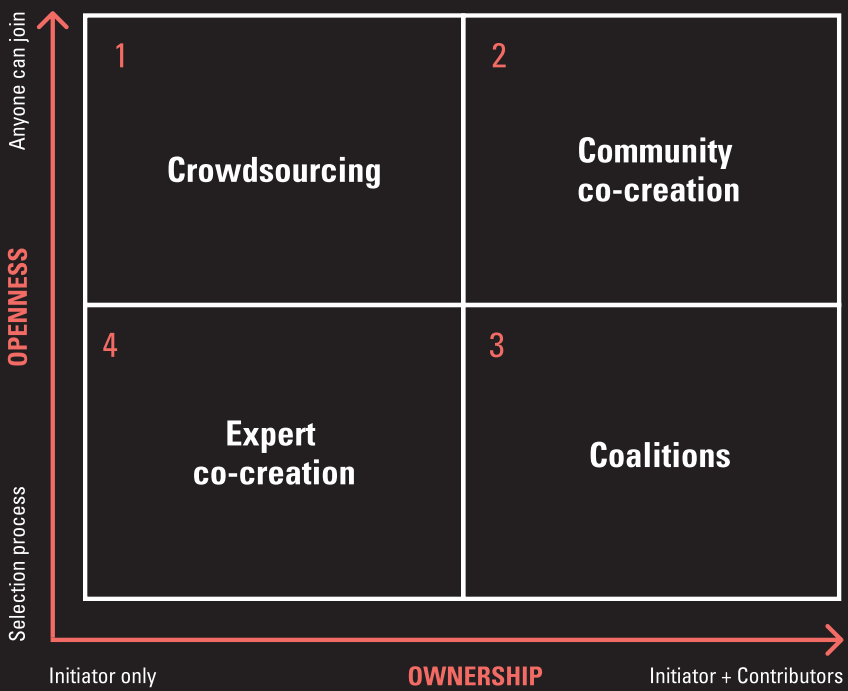 Anyone can join
OPENNESS
Selection process
1
Crowdsourcing
2
Community
co-creation
4
Expert
co-creation
3
Coalitions
Initiator only
OWNERSHIP
Initiator + Contributors